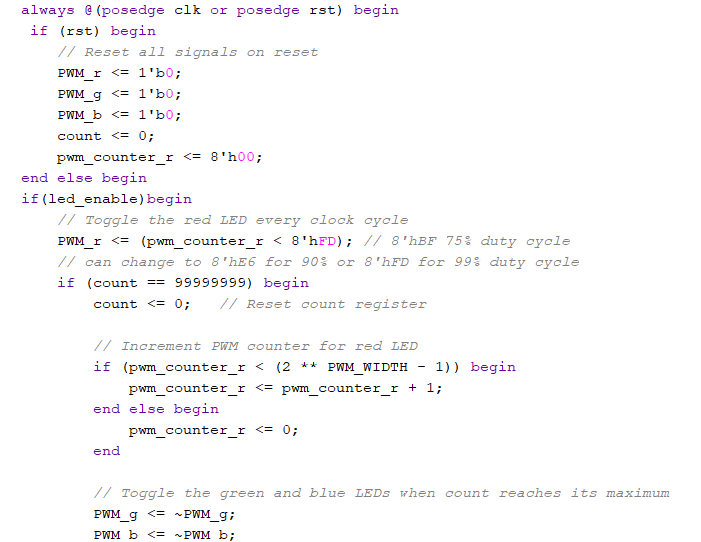 always @(posedge clk or posedge rst) begin
if (rst) begin
// Reset all signals on reset
PWM_r <= 1'b0;
PWM_g <= 1'b0;
PWM_b <= 1'b0;
count <= 0;
pwm_counter_r <= 8'h00;
end else begin
if(led_enable)begin
// Toggle the red LED every clock cycle
PWM_r <= (pwm_counter_r < 8'hFD); // 8'hBF 75% duty cycle
// can change to 8'hE6 for 90% or 8'hFD for 99% duty cycle
if (count == 99999999) begin
count <= 0;   // Reset count register
// Increment PWM counter for red LED
if (pwm_counter_r < (2 ** PWM_WIDTH - 1)) begin
pwm_counter_r <= pwm_counter_r + 1;
end else begin
pwm_counter_r <= 0;
end
// Toggle the green and blue LEDs when count reaches its maximum
PWM_g <= ~PWM_g;
PWM_b <= ~PWM_b;